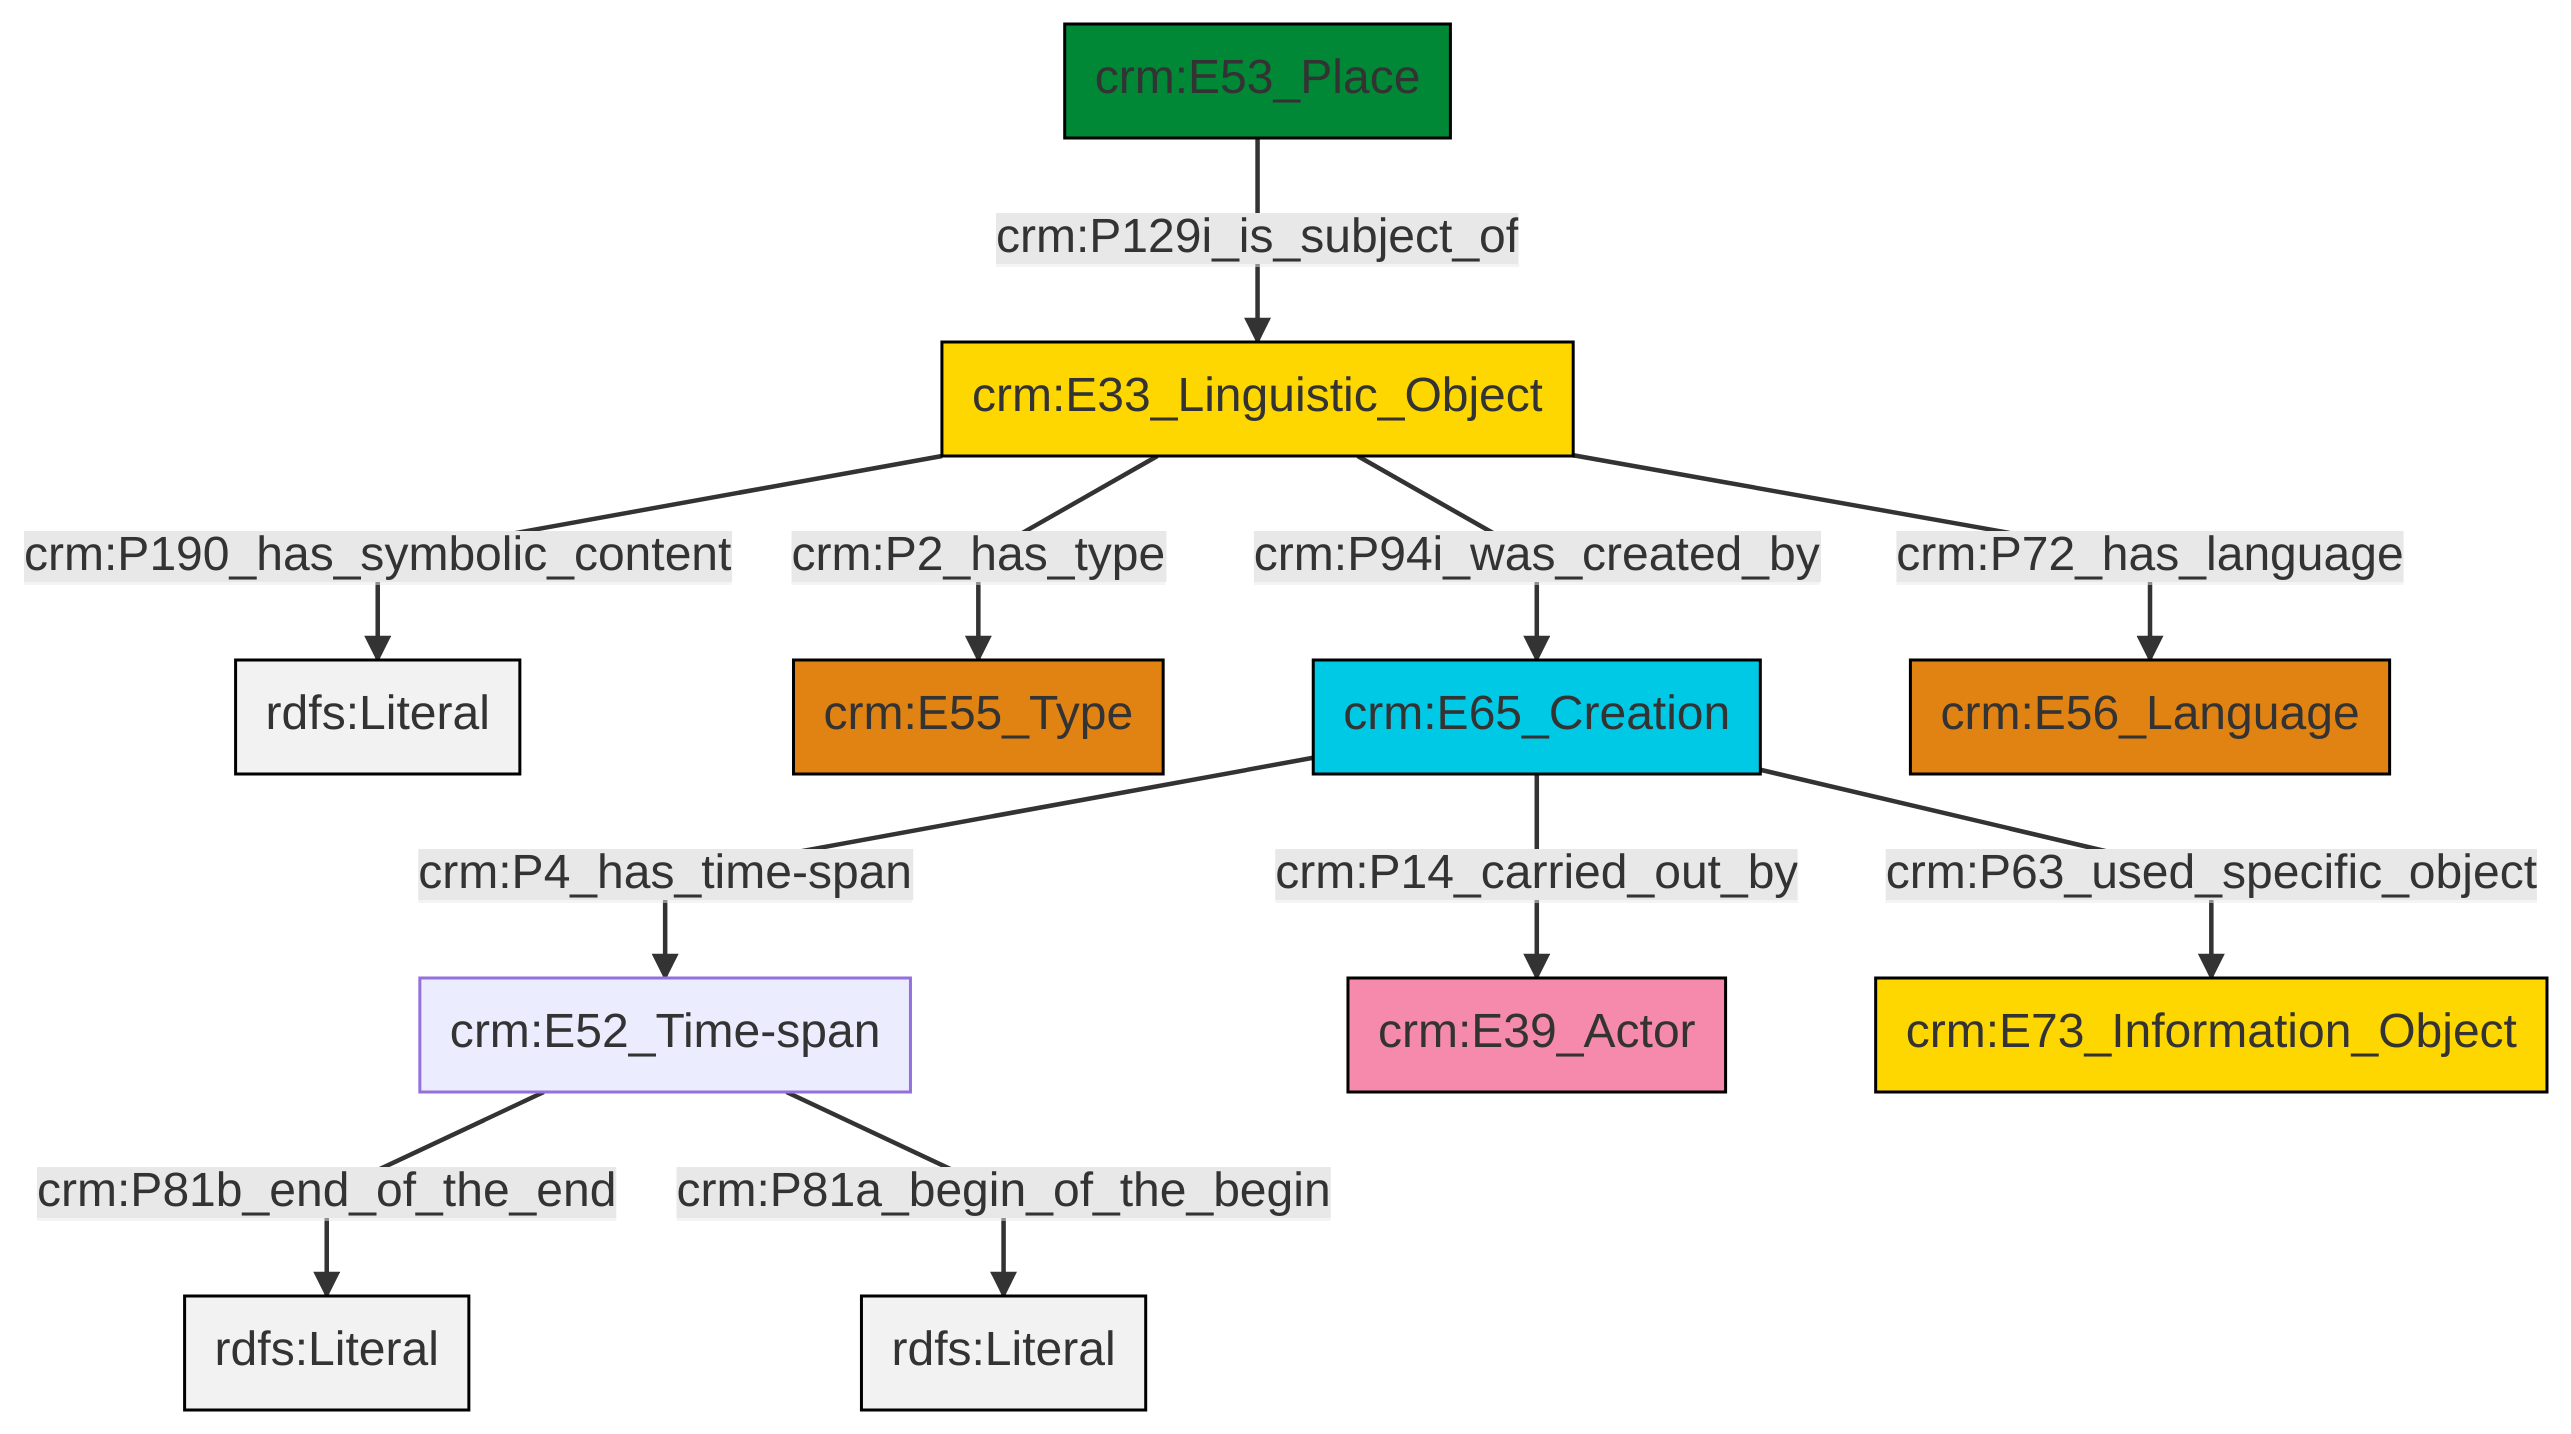 crm:E53_Place
crm:P129i_is_subject_of
crm:E33_Linguistic_Object
crm:P190_has_symbolic_content
crm:P2_has_type
crm:P94i_was_created_by
crm:P72_has_language
rdfs:Literal
crm:E55_Type
crm:E65_Creation
crm:E56_Language
crm:P4_has_time-span
crm:P14_carried_out_by
crm:P63_used_specific_object
crm:E52_Time-span
crm:E39_Actor
crm:E73_Information_Object
crm:P81b_end_of_the_end
crm:P81a_begin_of_the_begin
rdfs:Literal
rdfs:Literal